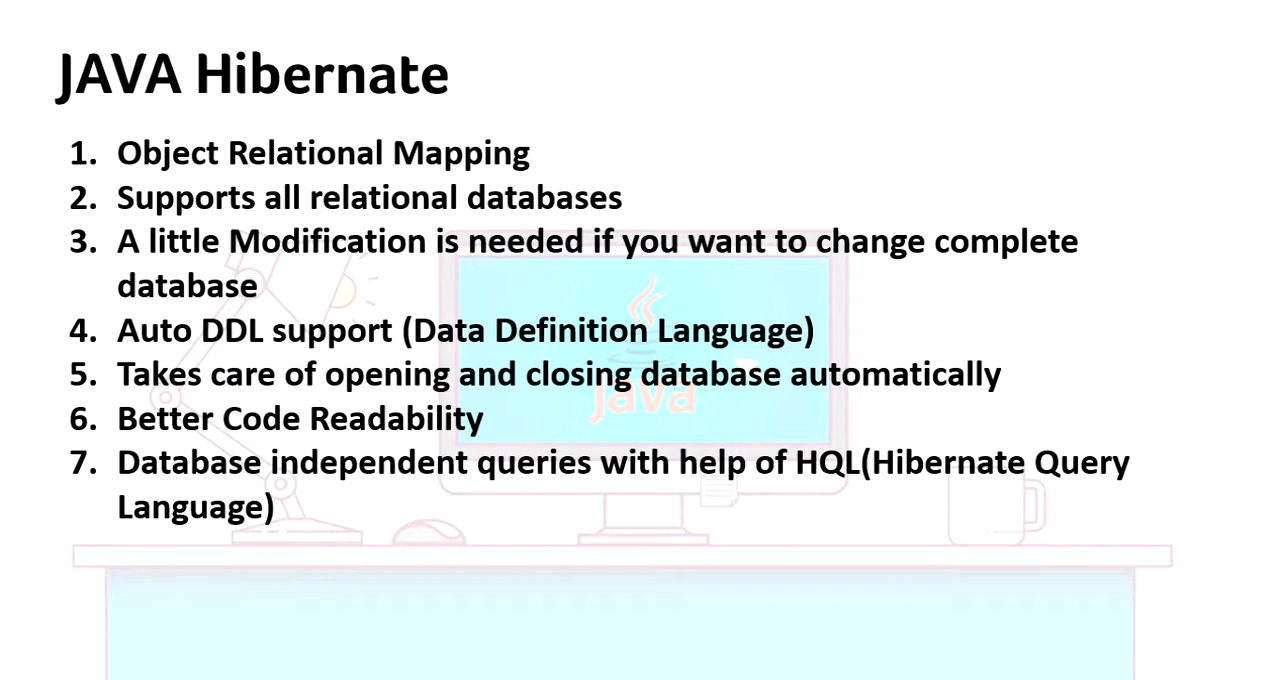 JAVA Hibernate
1. Object Relational Mapping
2. Supports all relational databases
3. A little Modification is needed if you want to change complete
database
4. Auto DDL support (Data Definition Language)
5. Takes care of opening and closing database automatically
6. Better Code Readability
7. Database independent queries with help of HQL(Hibernate Query
Language)
java